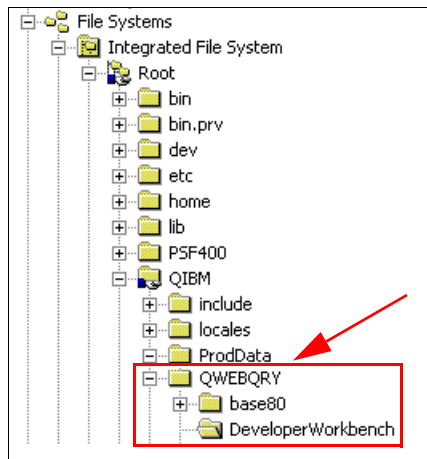 File Systems
Integrated File System
Root
bin
bin.prv
dev
etc
home
lib
PSF400
QIBM
include
locales
ProdData
QWEBQRY
base80
DeveloperWorkbench